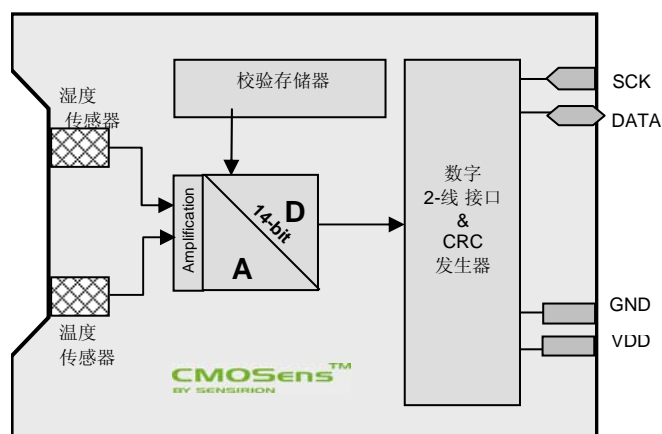 湿度
传感器
校验存储器
SCK
DATA
Amplification
14-bit
D
A
数字
2-线 接口
&
CRC
发生器
温度
传感器
GND
VDD
CMOSens™
BY SENSIRION